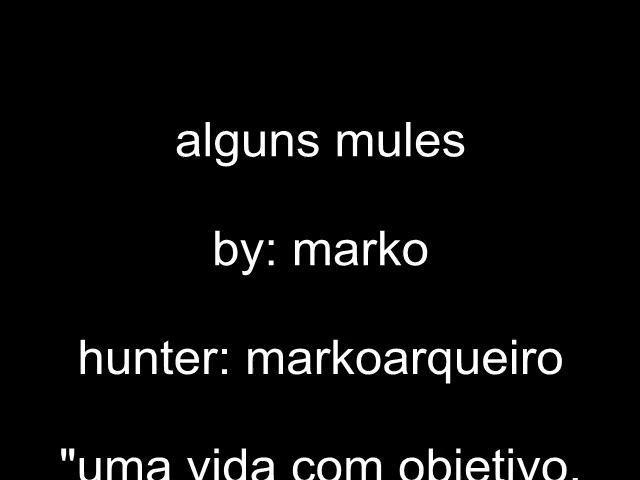 alguns mules
by: marko
hunter: markoarqueiro
"uma vida com objetivo,